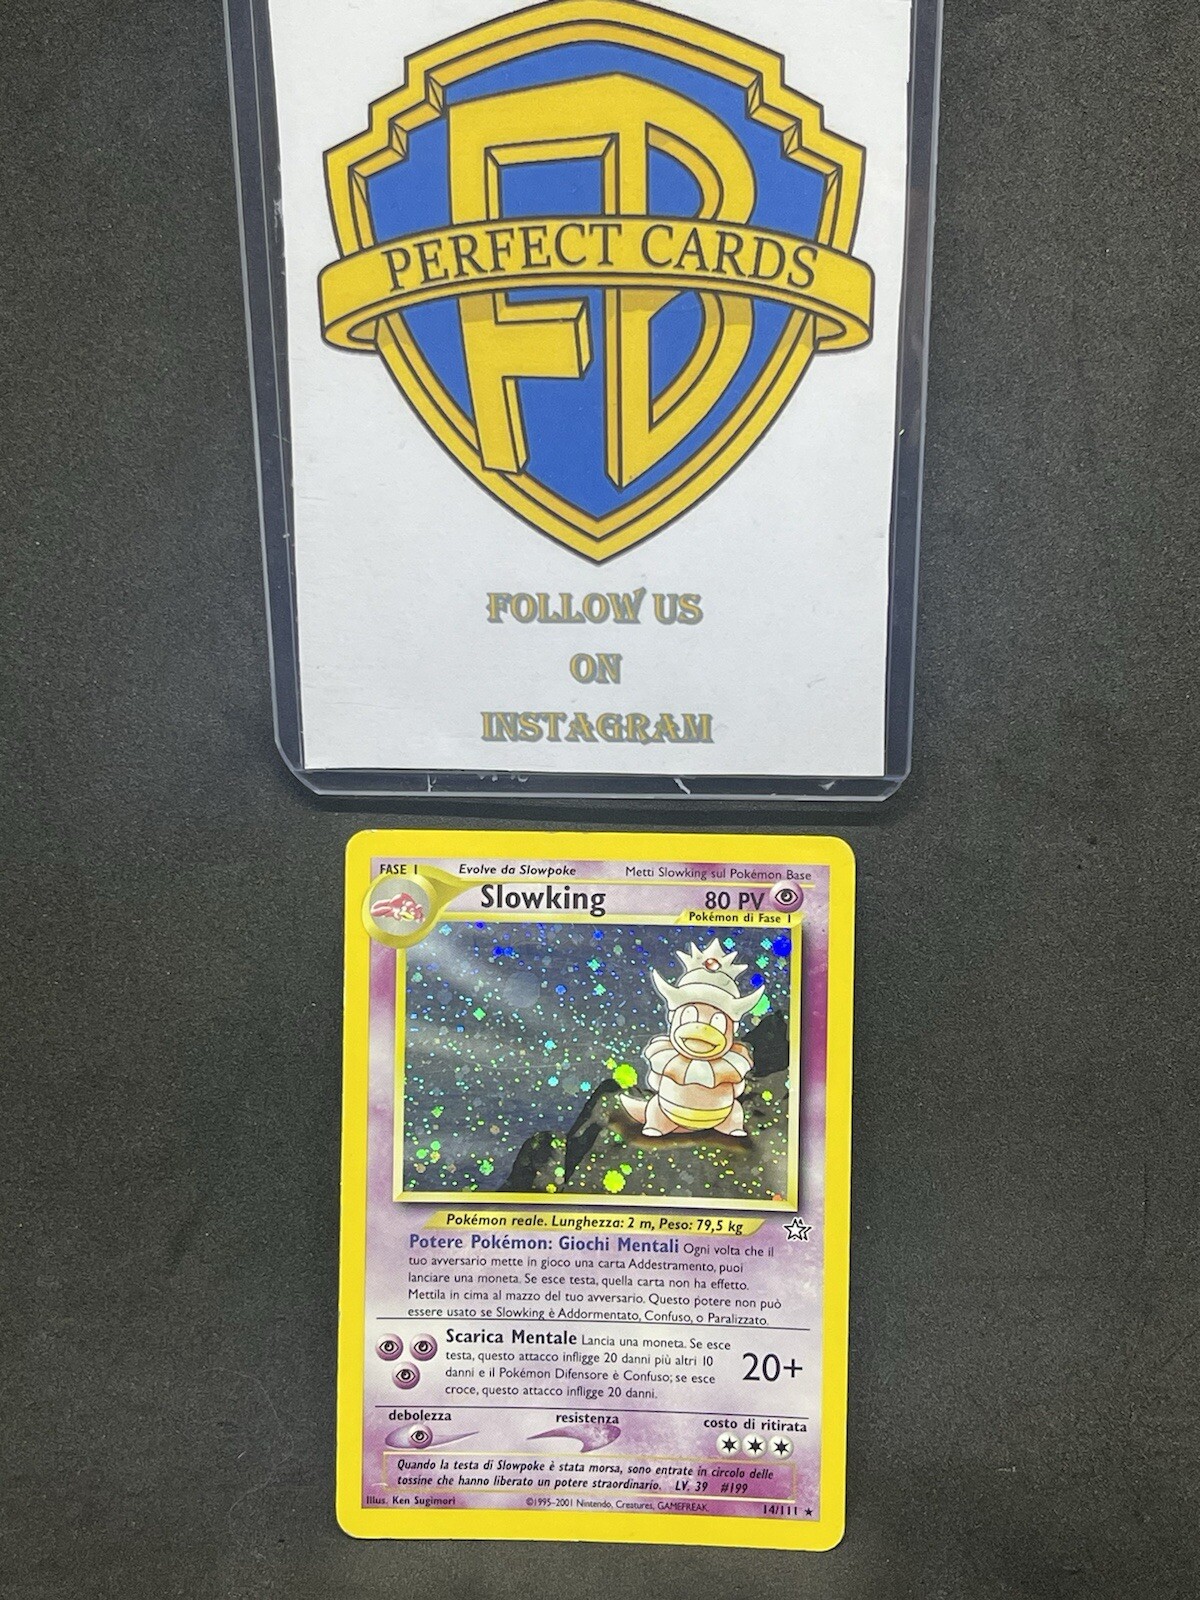 FB
PERFECT CARDS
FOLLOW US
ON
INSTAGRAM
FASE 1 Evolve da Slowpoke Metti Slowking sul Pokémon Base
Slowking 80 PV
Pokémon di Fase 1
Pokémon reale. Lunghezza: 2 m, Peso: 79,5 kg
Potere Pokémon: Giochi Mentali Ogni volta che il
tuo avversario mette in gioco una carta Addestramento, puoi
lanciare una moneta. Se esce testa, quella carta non ha effetto.
Mettila in cima al mazzo del tuo avversario. Questo potere non può
essere usato se Slowking è Addormentato, Confuso, o Paralizzato.
Scarica Mentale Lancia una moneta. Se esce
testa, questo attacco infligge 20 danni più altri 10
danni e il Pokémon Difensore è Confuso; se esce
croce, questo attacco infligge 20 danni.
20+
debolezza resistenza costo di ritirata
Quando la testa di Slowpoke è stata morsa, sono entrate in circolo delle
tossine che hanno liberato un potere straordinario. LV. 39 #199
Illus. Ken Sugimori ©1995-2001 Nintendo, Creatures, GAMEFREAK. 14/111 ★